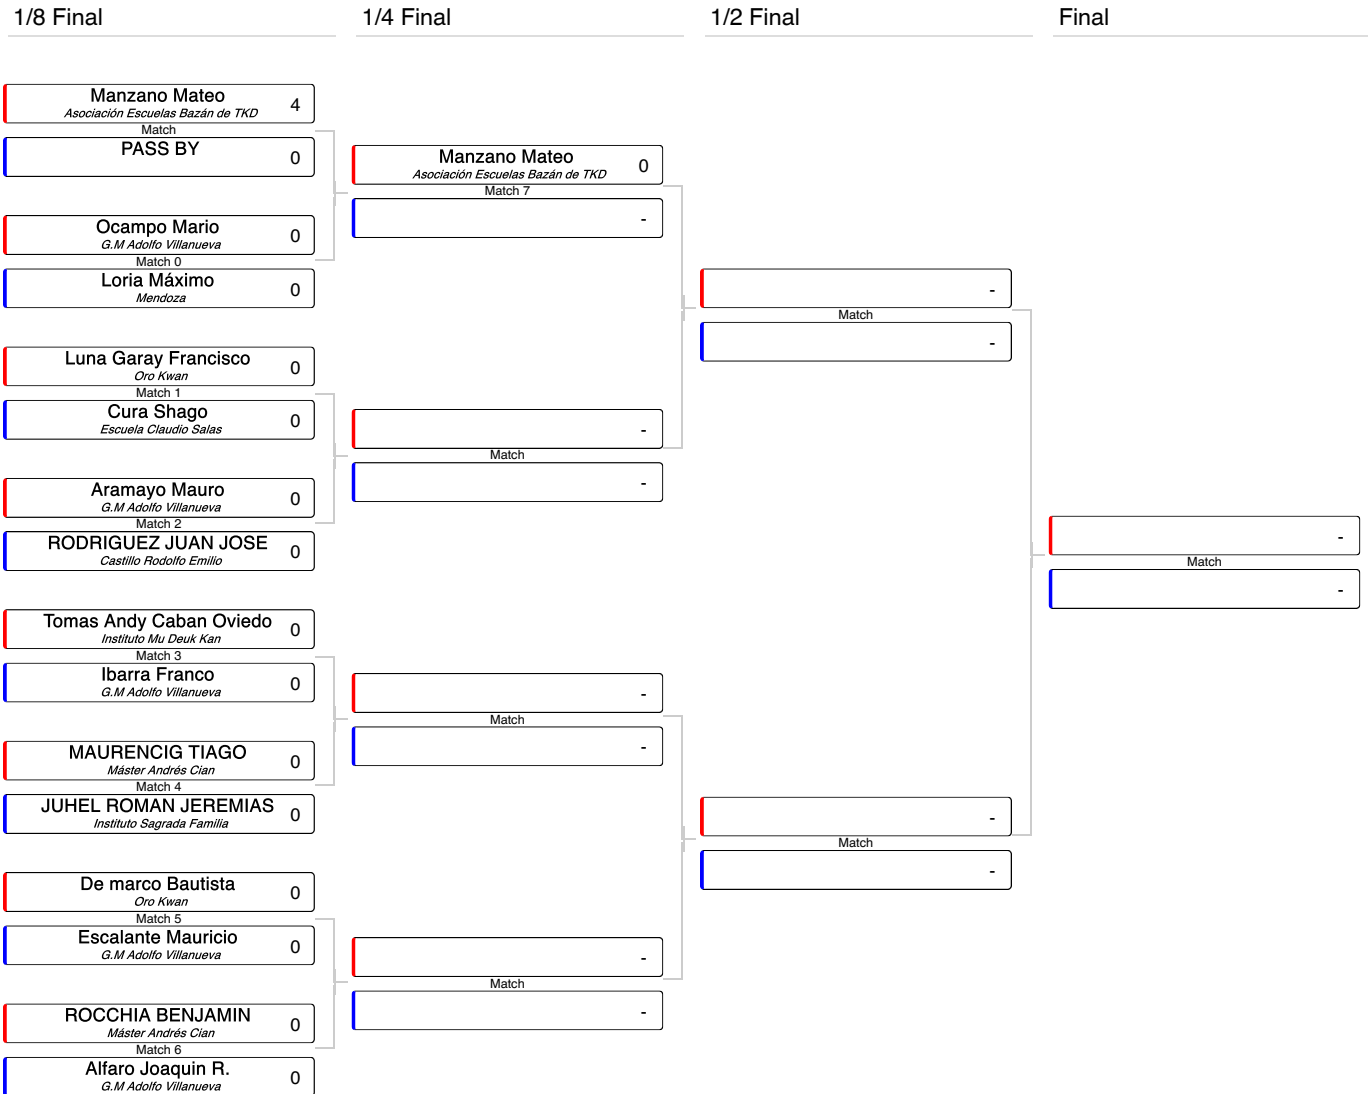 1/8 Final
1/4 Final
1/2 Final
Final
Manzano Mateo
Asociación Escuelas Bazán de TKD
4
Match
PASS BY
0
Ocampo Mario
G.M Adolfo Villanueva
0
Match 0
Loria Máximo
Mendoza
0
Luna Garay Francisco
Oro Kwan
0
Match 1
Cura Shago
Escuela Claudio Salas
0
Aramayo Mauro
G.M Adolfo Villanueva
0
Match 2
RODRIGUEZ JUAN JOSE
Castillo Rodolfo Emilio
0
Tomas Andy Caban Oviedo
Instituto Mu Deuk Kan
0
Match 3
Ibarra Franco
G.M Adolfo Villanueva
0
MAURENCIG TIAGO
Máster Andrés Cian
0
Match 4
JUHEL ROMAN JEREMIAS
Instituto Sagrada Familia
0
De marco Bautista
Oro Kwan
0
Match 5
Escalante Mauricio
G.M Adolfo Villanueva
0
ROCCHIA BENJAMIN
Máster Andrés Cian
0
Match 6
Alfaro Joaquin R.
G.M Adolfo Villanueva
0
Manzano Mateo
Asociación Escuelas Bazán de TKD
0
Match 7
-
-
Match
-
-
Match
-
-
Match
-
-
Match
-
-
Match
-
-
Match
-